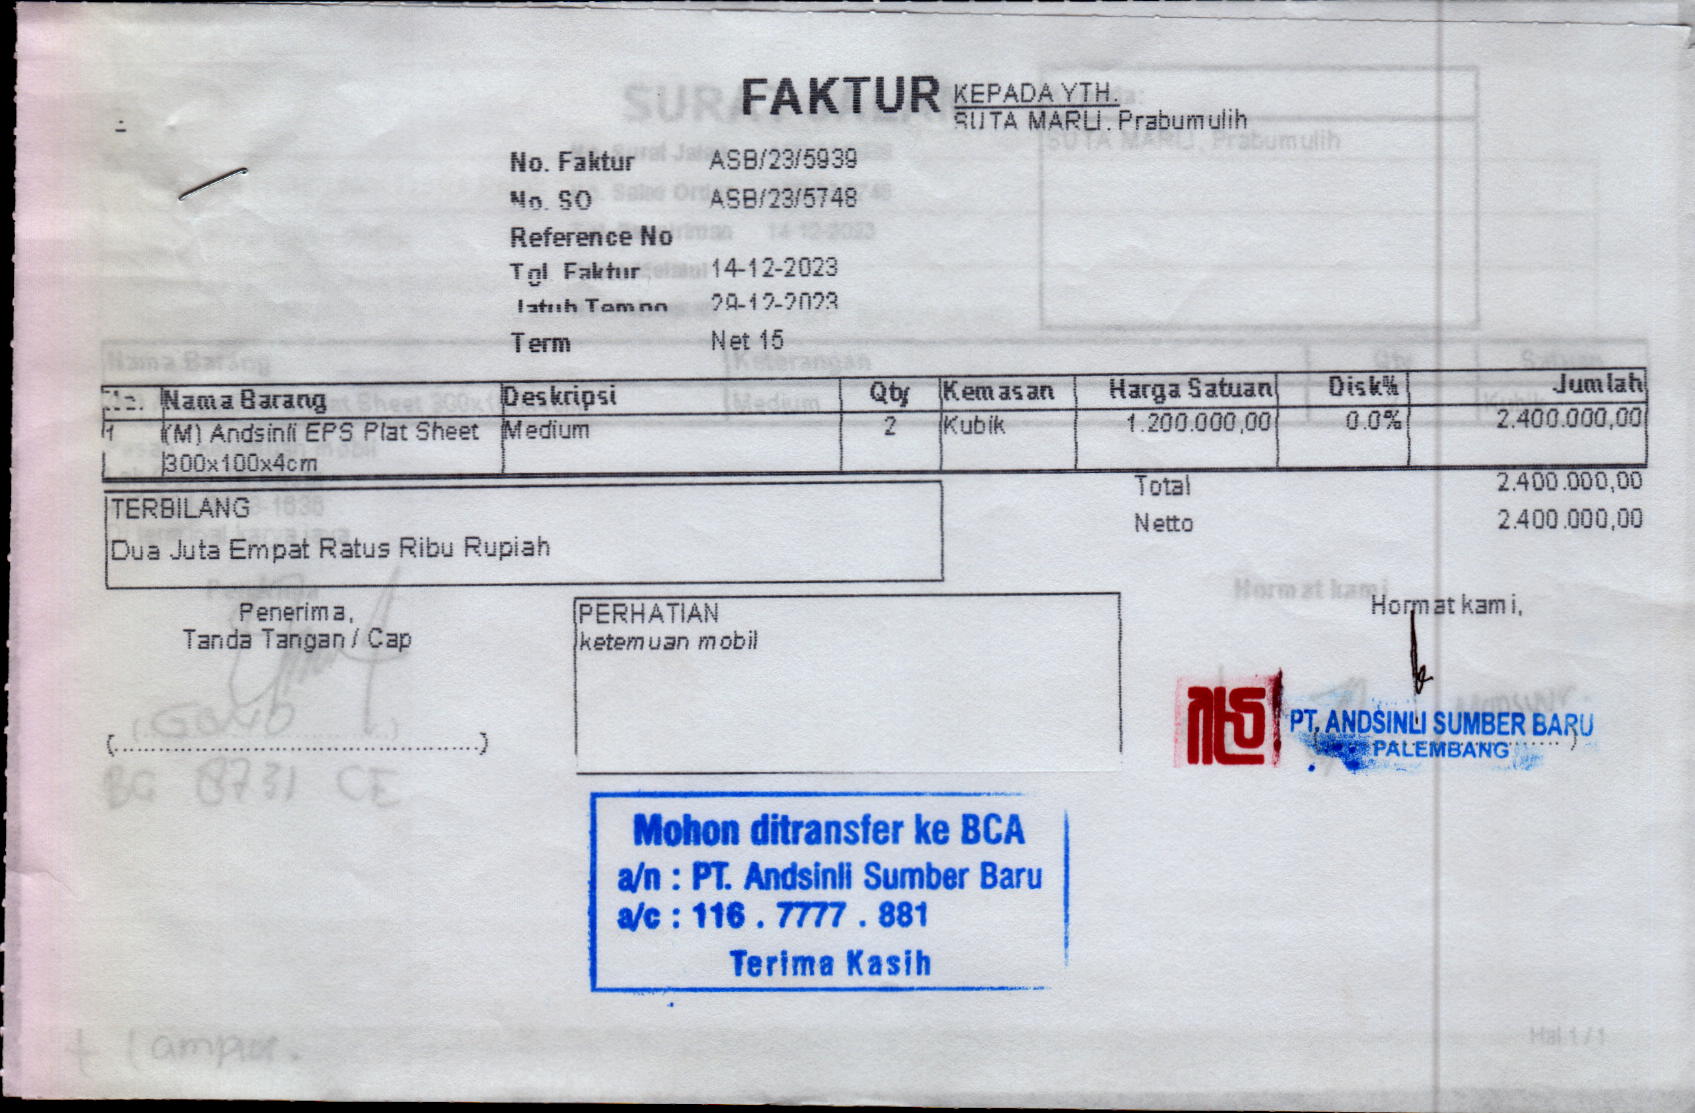 FAKTUR
KEPADA YTH.
SUTA MARLI. Prabumulih
No. Faktur ASB/23/5939
No. SO ASB/23/5748
Reference No
Tgl Faktur 14-12-2023
Jatuh Tempo 29-12-2023
Term Net 15
No. Nama Barang Deskripsi Qty Kemasan Harga Satuan Disk% Jumlah
1 (M) Andsinli EPS Plat Sheet Medium 2 Kubik 1.200.000,00 0.0% 2.400.000,00
300x100x4cm
Total 2.400.000,00
Netto 2.400.000,00
TERBILANG
Dua Juta Empat Ratus Ribu Rupiah
Penerima,
Tanda Tangan / Cap
(..............................................)
PERHATIAN
ketemuan mobil
Hormat kami,
PT. ANDSINLI SUMBER BARU
PALEMBANG
BG 8731 CE
Mohon ditransfer ke BCA
a/n : PT. Andsinli Sumber Baru
a/c : 116 . 7777 . 881
Terima Kasih
Hal 1 / 1